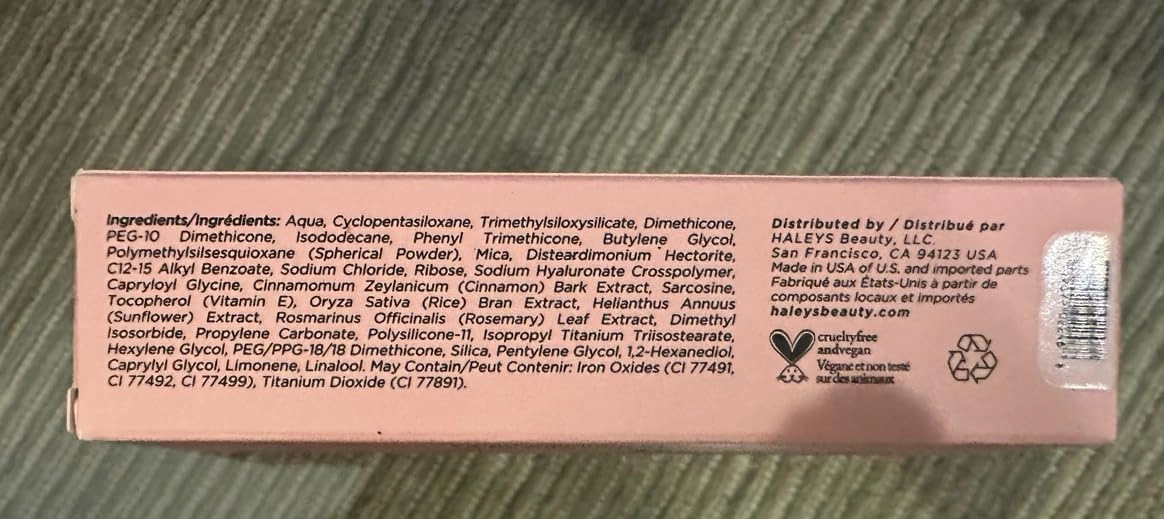 Ingredients/Ingrédients: Aqua, Cyclopentasiloxane, Trimethylsiloxysilicate, Dimethicone,
PEG-10 Dimethicone, Isododecane, Phenyl Trimethicone, Butylene Glycol,
Polymethylsilsesquioxane (Spherical Powder), Mica, Disteardimonium Hectorite,
C12-15 Alkyl Benzoate, Sodium Chloride, Ribose, Sodium Hyaluronate Crosspolymer,
Capryloyl Glycine, Cinnamomum Zeylanicum (Cinnamon) Bark Extract, Sarcosine,
Tocopherol (Vitamin E), Oryza Sativa (Rice) Bran Extract, Helianthus Annuus
(Sunflower) Extract, Rosmarinus Officinalis (Rosemary) Leaf Extract, Dimethyl
Isosorbide, Propylene Carbonate, Polysilicone-11, Isopropyl Titanium Triisostearate,
Hexylene Glycol, PEG/PPG-18/18 Dimethicone, Silica, Pentylene Glycol, 1,2-Hexanediol,
Caprylyl Glycol, Limonene, Linalool. May Contain/Peut Contenir: Iron Oxides (CI 77491,
CI 77492, CI 77499), Titanium Dioxide (CI 77891).
Distributed by / Distribué par
HALEYS Beauty, LLC.
San Francisco, CA 94123 USA
Made in USA of U.S. and imported parts
Fabriqué aux États-Unis à partir de
composants locaux et importés
haleysbeauty.com
crueltyfree
andvegan
Végane et non testé
sur des animaux